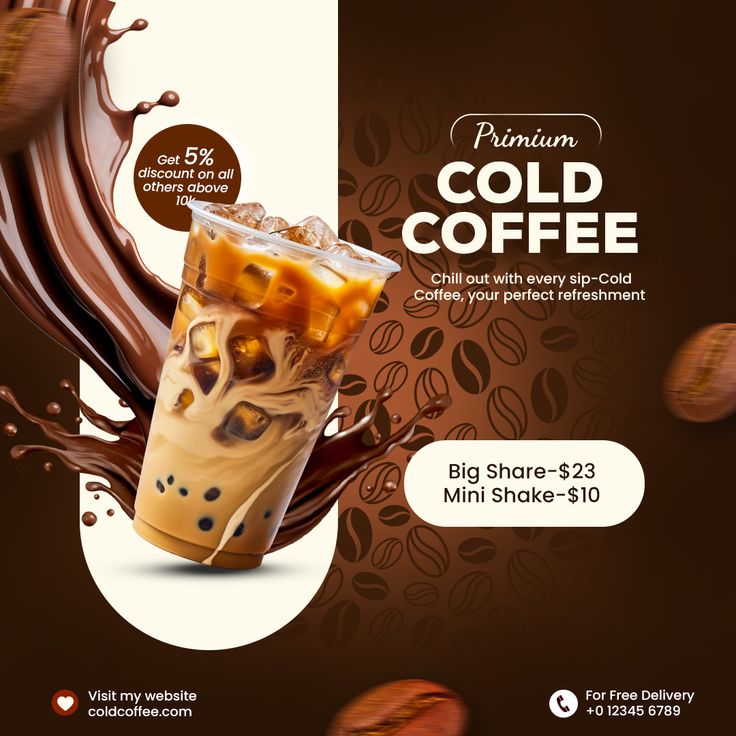 Get 5%
discount on all
others above
10k
Primium
COLD
COFFEE
Chill out with every sip-Cold
Coffee, your perfect refreshment
Big Share-$23
Mini Shake-$10
Visit my website
coldcoffee.com
For Free Delivery
+0 12345 6789